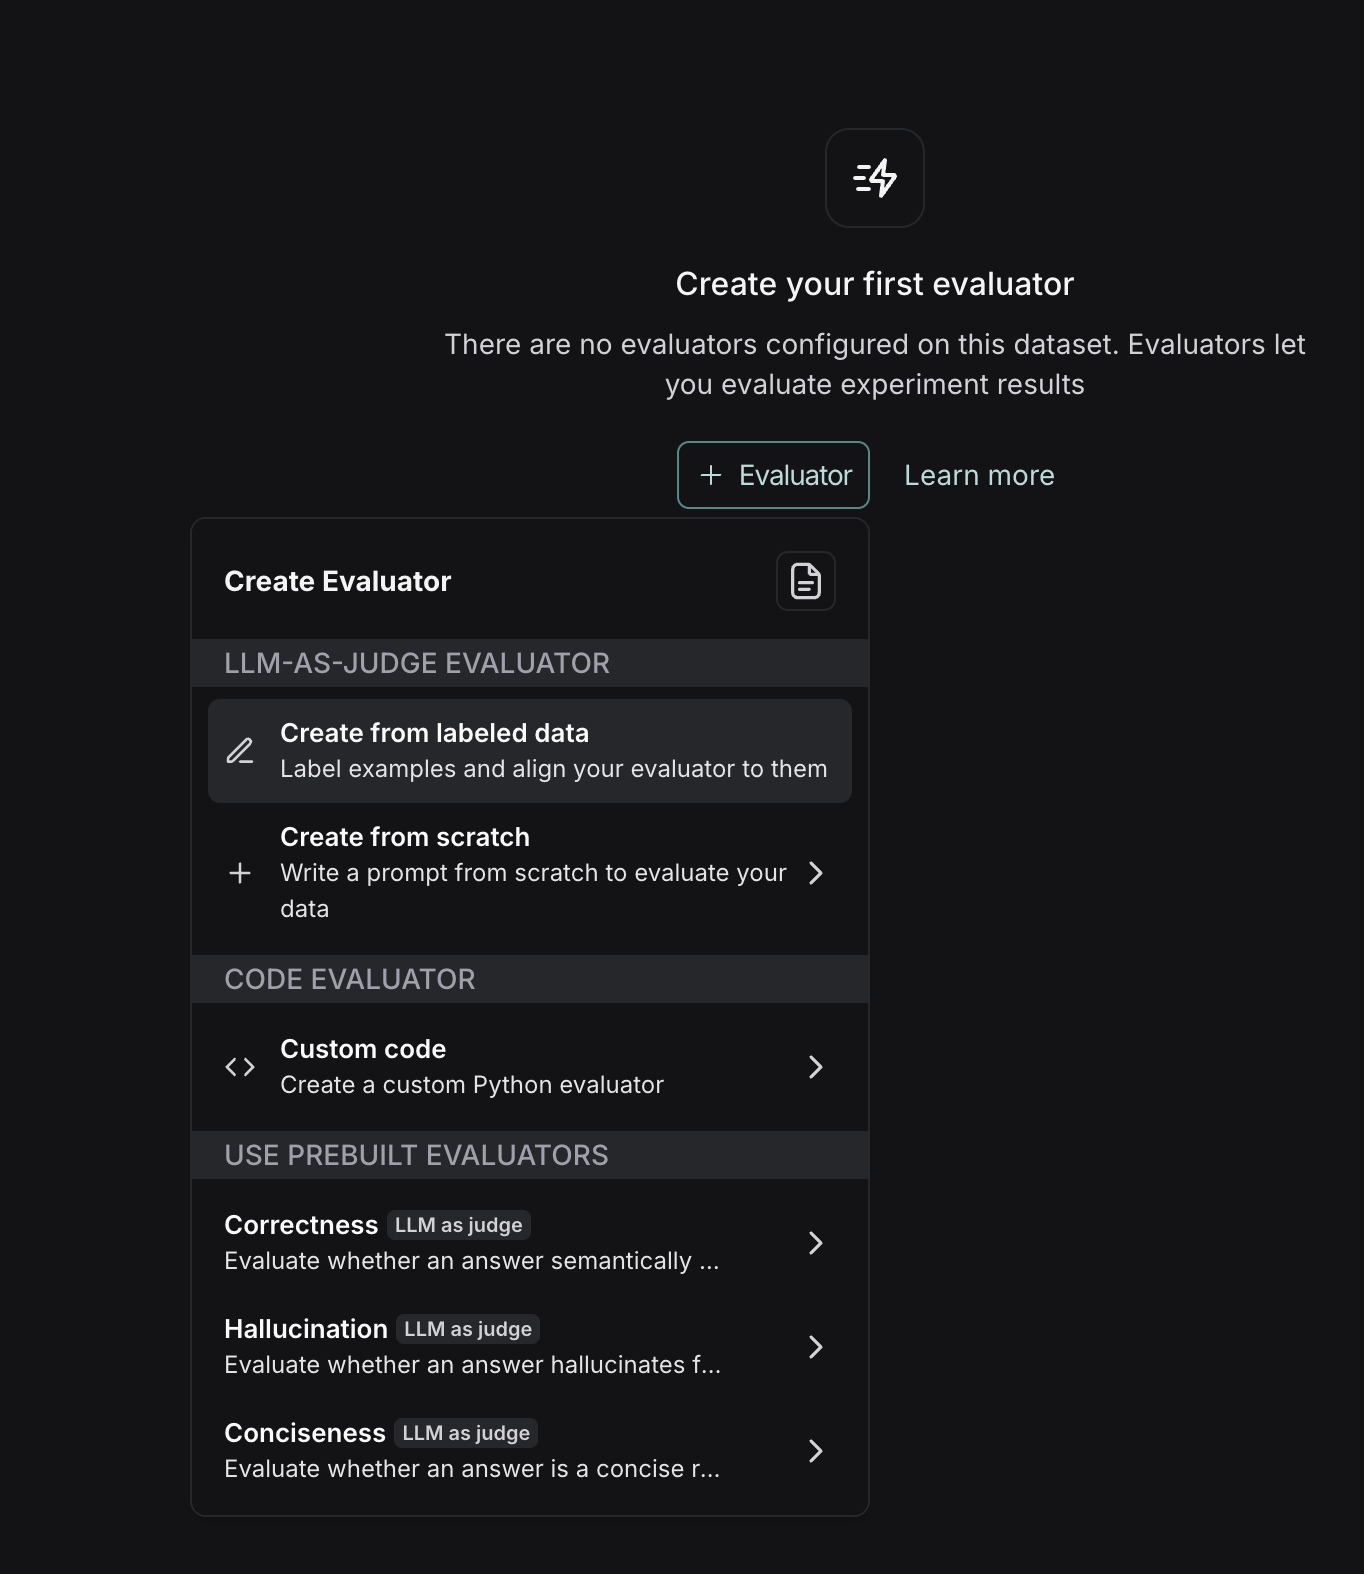 Create your first evaluator
There are no evaluators configured on this dataset. Evaluators let
you evaluate experiment results
Evaluator
Learn more
Create Evaluator
LLM-AS-JUDGE EVALUATOR
Create from labeled data
Label examples and align your evaluator to them
Create from scratch
Write a prompt from scratch to evaluate your
data
CODE EVALUATOR
Custom code
Create a custom Python evaluator
USE PREBUILT EVALUATORS
Correctness LLM as judge
Evaluate whether an answer semantically ...
Hallucination LLM as judge
Evaluate whether an answer hallucinates f...
Conciseness LLM as judge
Evaluate whether an answer is a concise r...